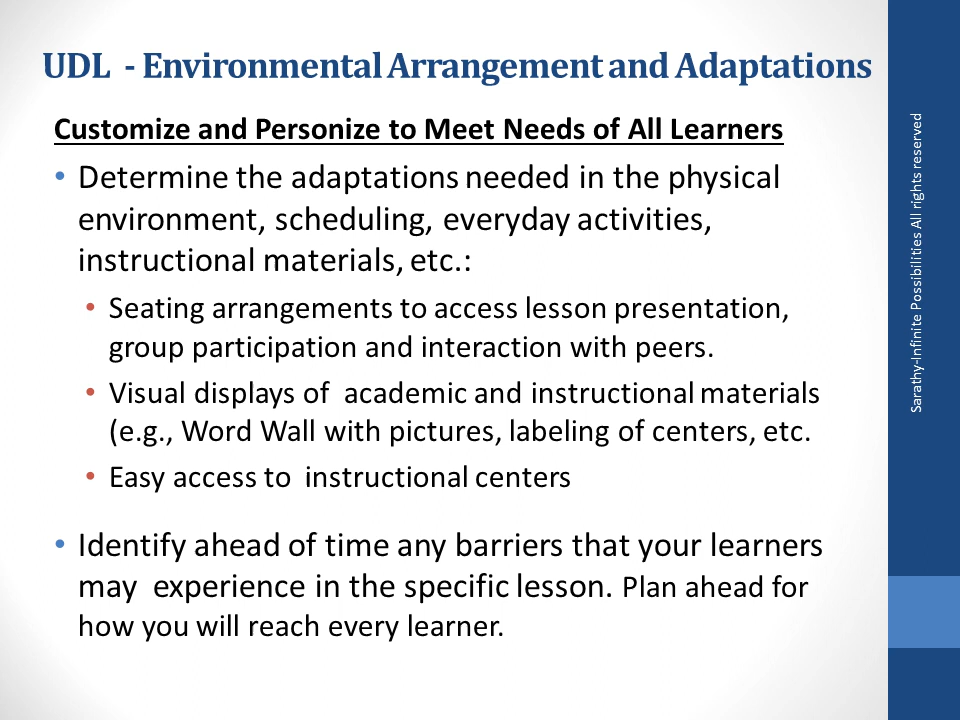 UDL - Environmental Arrangement and Adaptations
Customize and Personize to Meet Needs of All Learners
• Determine the adaptations needed in the physical
environment, scheduling, everyday activities,
instructional materials, etc.:
• Seating arrangements to access lesson presentation,
group participation and interaction with peers.
• Visual displays of academic and instructional materials
(e.g., Word Wall with pictures, labeling of centers, etc.
• Easy access to instructional centers
• Identify ahead of time any barriers that your learners
may experience in the specific lesson. Plan ahead for
how you will reach every learner.
Sarathy-Infinite Possibilities All rights reserved